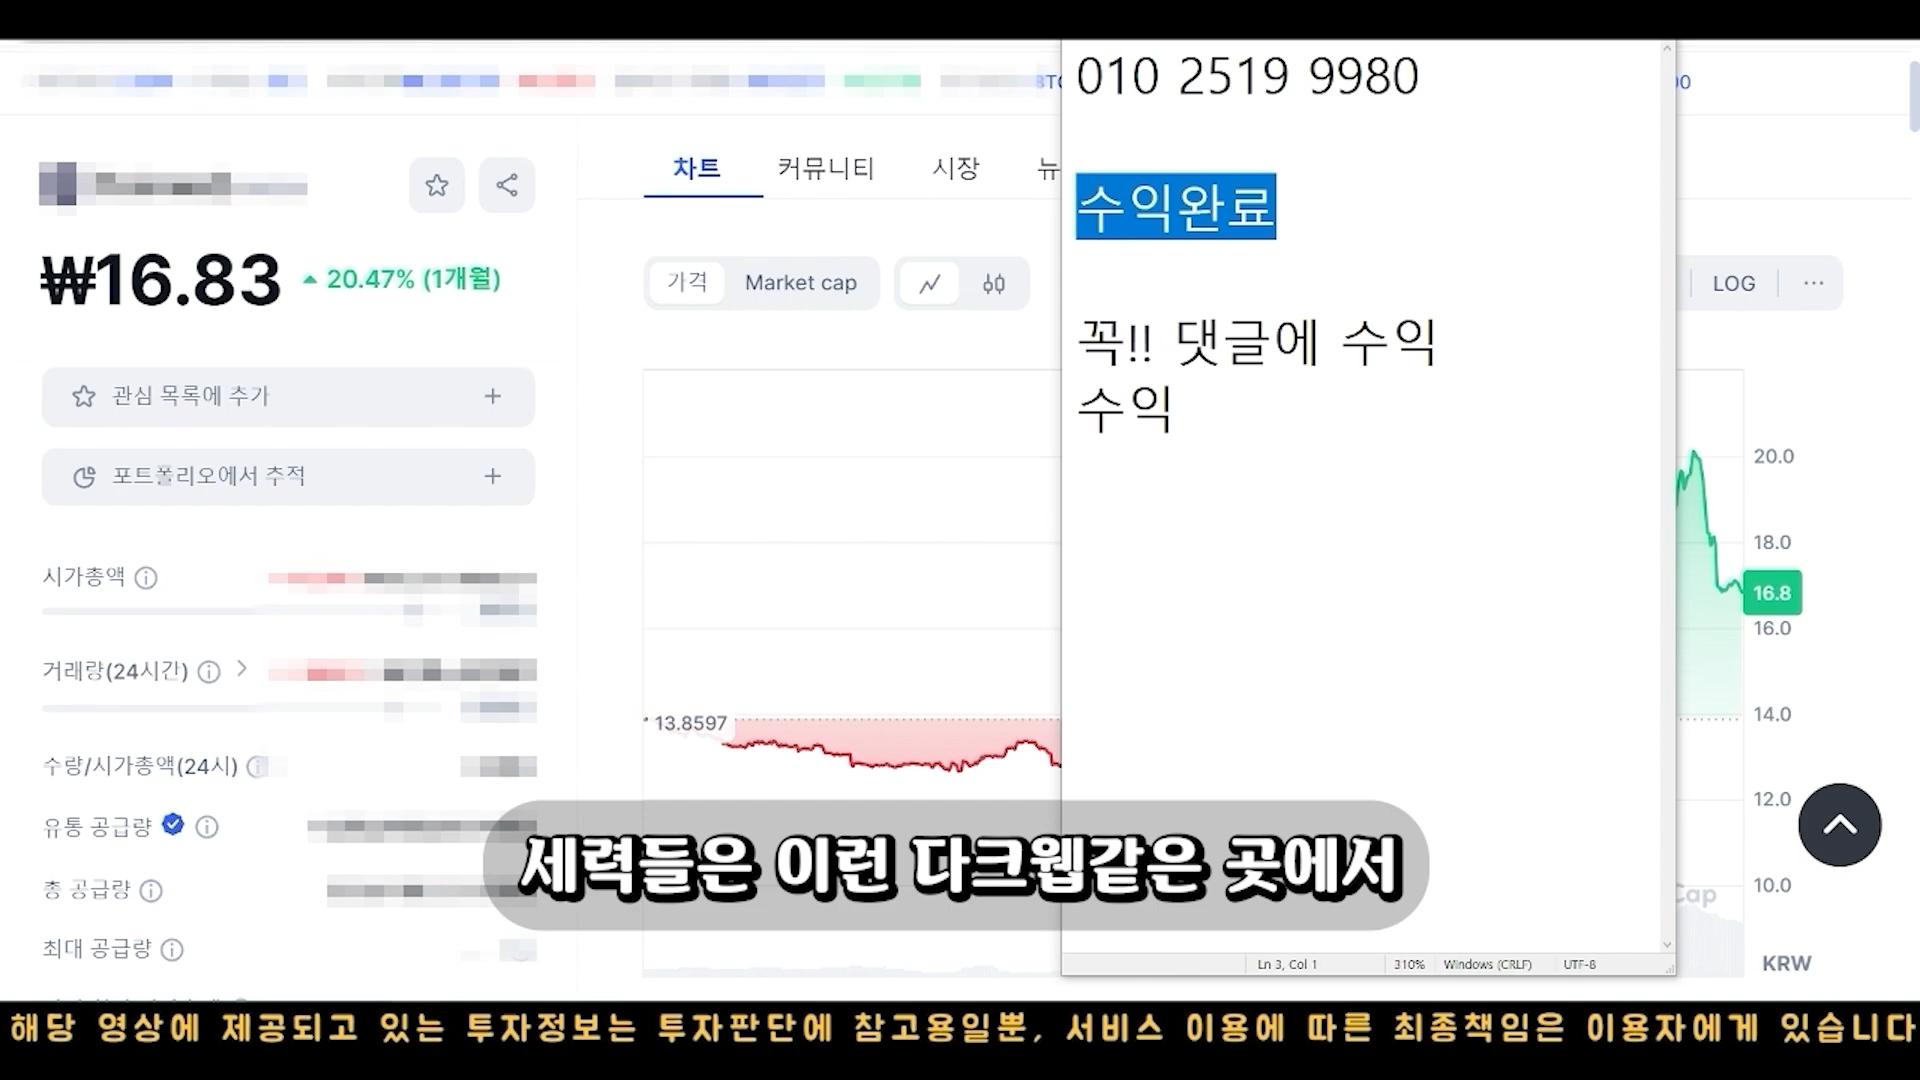 010 2519 9980
00
차트 커뮤니티 시장 뉴
수익완료
₩16.83 20.47% (1개월)
가격 Market cap LOG
꼭!! 댓글에 수익
수익
관심 목록에 추가
포트폴리오에서 추적
20.0
18.0
16.8
16.0
14.0
12.0
10.0
KRW
시가총액
거래량(24시간)
13.8597
수량/시가총액(24시)
유통 공급량
총 공급량
최대 공급량
세력들은 이런 다크웹같은 곳에서
Cap
Ln 3, Col 1 310% Windows (CRLF) UTF-8
해당 영상에 제공되고 있는 투자정보는 투자판단에 참고용일뿐, 서비스 이용에 따른 최종책임은 이용자에게 있습니다